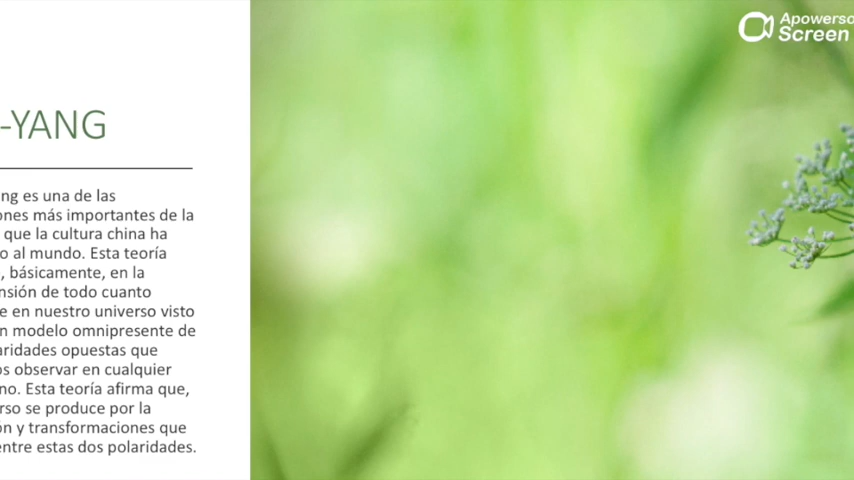 -YANG
ng es una de las
ones más importantes de la
que la cultura china ha
o al mundo. Esta teoría
, básicamente, en la
nsión de todo cuanto
e en nuestro universo visto
n modelo omnipresente de
aridades opuestas que
os observar en cualquier
no. Esta teoría afirma que,
rso se produce por la
ón y transformaciones que
entre estas dos polaridades.
Apowerso
Screen